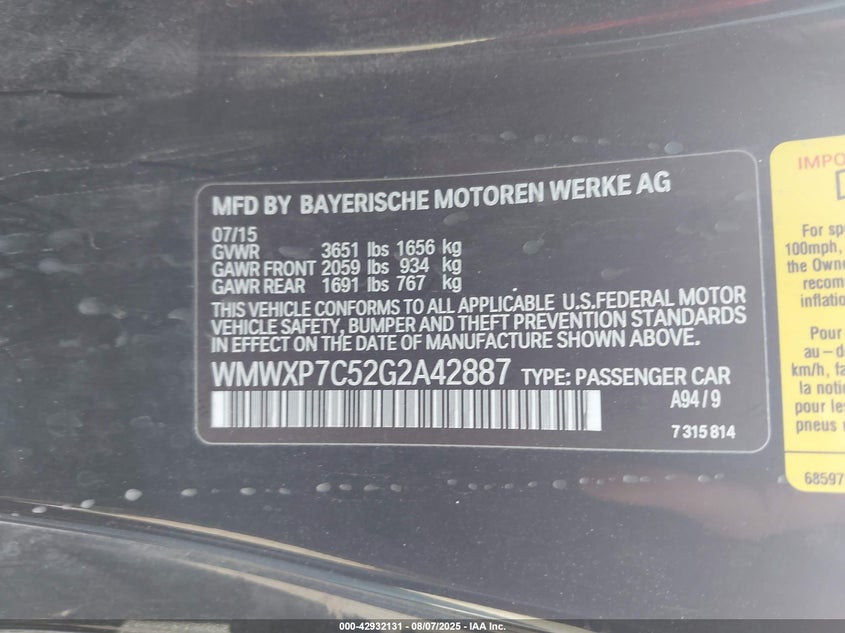 MFD BY BAYERISCHE MOTOREN WERKE AG
07/15
GVWR 3651 lbs 1656 kg
GAWR FRONT 2059 lbs 934 kg
GAWR REAR 1691 lbs 767 kg
THIS VEHICLE CONFORMS TO ALL APPLICABLE U.S.FEDERAL MOTOR
VEHICLE SAFETY, BUMPER AND THEFT PREVENTION STANDARDS
IN EFFECT ON THE DATE OF MANUFACTURE SHOWN ABOVE.
WMWXP7C52G2A42887 TYPE: PASSENGER CAR
A94/9
7 315 814
IMPO
For sp
100mph,
the Owne
recom
inflatio
Pour
au-d
km/h, fa
la notic
pour le
pneus
68597
000-42932131 - 08/07/2025 - IAA, Inc.